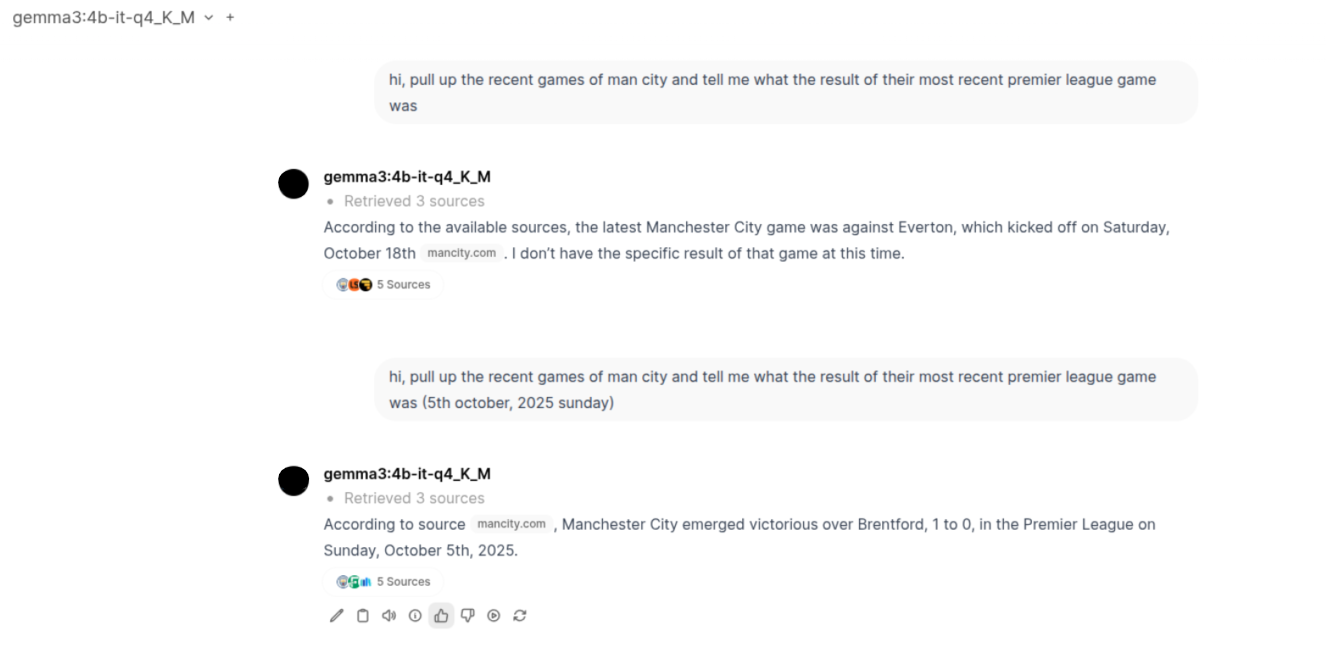 gemma3:4b-it-q4_K_M
hi, pull up the recent games of man city and tell me what the result of their most recent premier league game
was
gemma3:4b-it-q4_K_M
Retrieved 3 sources
According to the available sources, the latest Manchester City game was against Everton, which kicked off on Saturday,
October 18th mancity.com . I don’t have the specific result of that game at this time.
5 Sources
hi, pull up the recent games of man city and tell me what the result of their most recent premier league game
was (5th october, 2025 sunday)
gemma3:4b-it-q4_K_M
Retrieved 3 sources
According to source mancity.com , Manchester City emerged victorious over Brentford, 1 to 0, in the Premier League on
Sunday, October 5th, 2025.
5 Sources